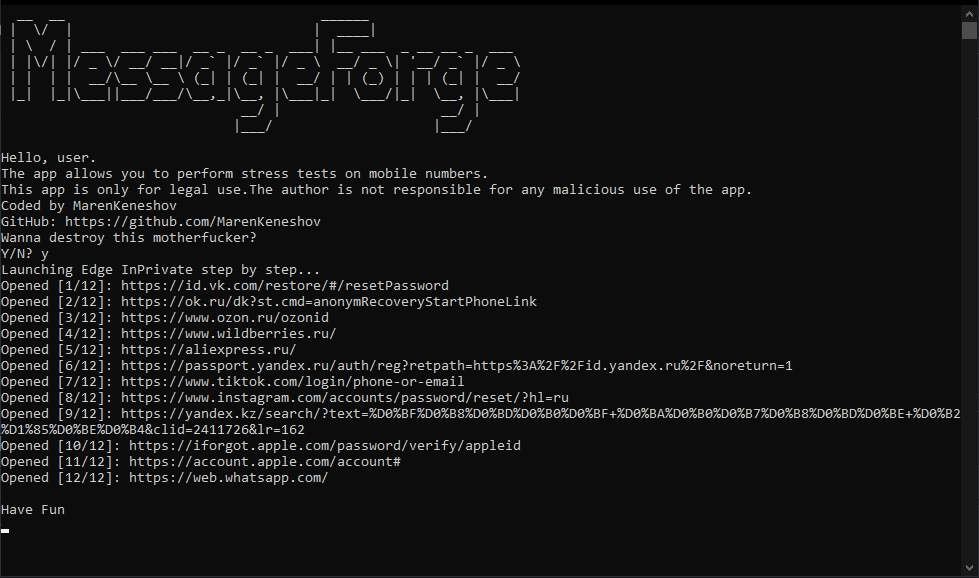 MessageForge
Hello, user.
The app allows you to perform stress tests on mobile numbers.
This app is only for legal use.The author is not responsible for any malicious use of the app.
Coded by MarenKeneshov
GitHub: https://github.com/MarenKeneshov
Wanna destroy this motherfucker?
Y/N? y
Launching Edge InPrivate step by step...
Opened [1/12]: https://id.vk.com/restore/#/resetPassword
Opened [2/12]: https://ok.ru/dk?st.cmd=anonymRecoveryStartPhoneLink
Opened [3/12]: https://www.ozon.ru/ozonid
Opened [4/12]: https://www.wildberries.ru/
Opened [5/12]: https://aliexpress.ru/
Opened [6/12]: https://passport.yandex.ru/auth/reg?retpath=https%3A%2F%2Fid.yandex.ru%2F&noreturn=1
Opened [7/12]: https://www.tiktok.com/login/phone-or-email
Opened [8/12]: https://www.instagram.com/accounts/password/reset/?hl=ru
Opened [9/12]: https://yandex.kz/search/?text=%D0%BF%D0%B8%D0%BD%D0%B0%D0%BF+%D0%BA%D0%B0%D0%B7%D0%B8%D0%BD%D0%BE+%D0%B2
%D1%85%D0%BE%D0%B4&clid=2411726&lr=162
Opened [10/12]: https://iforgot.apple.com/password/verify/appleid
Opened [11/12]: https://account.apple.com/account#
Opened [12/12]: https://web.whatsapp.com/
Have Fun